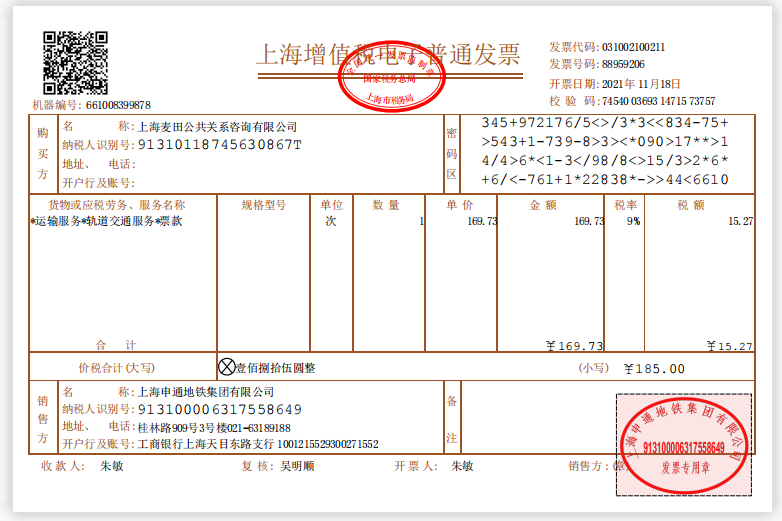 上海增值税电子普通发票
全国统一发票监制章
国家税务总局
上海市税务局
发票代码:031002100211
发票号码:88959206
开票日期:2021年11月18日
校 验 码:74540 03693 14715 73757
机器编号:661008399878
购买方
名 称:上海麦田公共关系咨询有限公司
纳税人识别号:91310118745630867T
地址、 电话:
开户行及账号:
密码区
345+972176/5<>/3*3<<834-75+
>543+1-739-8>3><*090>17**>1
4/4>6*<1-3</98/8<>15/3>2*6*
+6/<-761+1*22838*->>44<6610
货物或应税劳务、服务名称 规格型号 单位 数 量 单 价 金 额 税率 税 额
*运输服务*轨道交通服务*票款 次 1 169.73 169.73 9% 15.27
合 计 ￥169.73 ￥15.27
价税合计(大写) 壹佰捌拾伍圆整 (小写) ￥185.00
销售方
名 称:上海申通地铁集团有限公司
纳税人识别号:913100006317558649
地址、 电话:桂林路909号3号楼021-63189188
开户行及账号:工商银行上海天目东路支行 1001215529300271552
备注
上海申通地铁集团有限公司
913100006317558649
发票专用章
收 款 人: 朱敏 复 核: 吴明顺 开 票 人: 朱敏 销售方:(章)